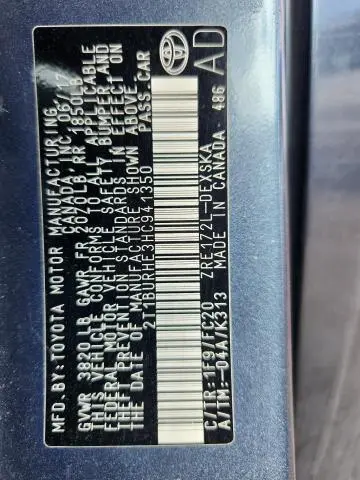 MFD.BY:TOYOTA MOTOR MANUFACTURING
CANADA INC. 06/17
GVWR 3820LB GAWR FR 2070LB RR 1850LB
THIS VEHICLE CONFORMS TO ALL APPLICABLE
FEDERAL MOTOR VEHICLE SAFETY, BUMPER, AND
THEFT PREVENTION STANDARDS IN EFFECT ON
THE DATE OF MANUFACTURE SHOWN ABOVE.
2T1BURHE3HC941350 PASS.CAR
C/TR:1F9/FC20 ZRE172L-DEXSKA
A/TM:-04A/K313 MADE IN CANADA 486
AD